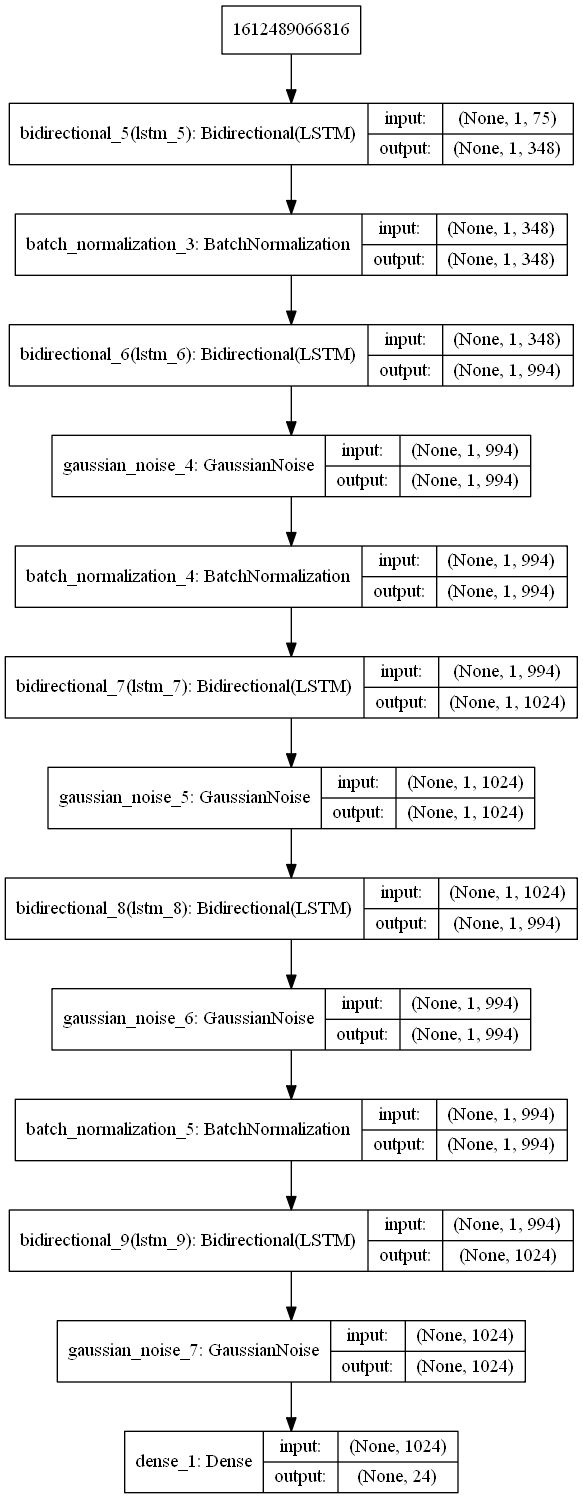 1612489066816
bidirectional_5(lstm_5): Bidirectional(LSTM)
input: (None, 1, 75)
output: (None, 1, 348)
batch_normalization_3: BatchNormalization
input: (None, 1, 348)
output: (None, 1, 348)
bidirectional_6(lstm_6): Bidirectional(LSTM)
input: (None, 1, 348)
output: (None, 1, 994)
gaussian_noise_4: GaussianNoise
input: (None, 1, 994)
output: (None, 1, 994)
batch_normalization_4: BatchNormalization
input: (None, 1, 994)
output: (None, 1, 994)
bidirectional_7(lstm_7): Bidirectional(LSTM)
input: (None, 1, 994)
output: (None, 1, 1024)
gaussian_noise_5: GaussianNoise
input: (None, 1, 1024)
output: (None, 1, 1024)
bidirectional_8(lstm_8): Bidirectional(LSTM)
input: (None, 1, 1024)
output: (None, 1, 994)
gaussian_noise_6: GaussianNoise
input: (None, 1, 994)
output: (None, 1, 994)
batch_normalization_5: BatchNormalization
input: (None, 1, 994)
output: (None, 1, 994)
bidirectional_9(lstm_9): Bidirectional(LSTM)
input: (None, 1, 994)
output: (None, 1024)
gaussian_noise_7: GaussianNoise
input: (None, 1024)
output: (None, 1024)
dense_1: Dense
input: (None, 1024)
output: (None, 24)